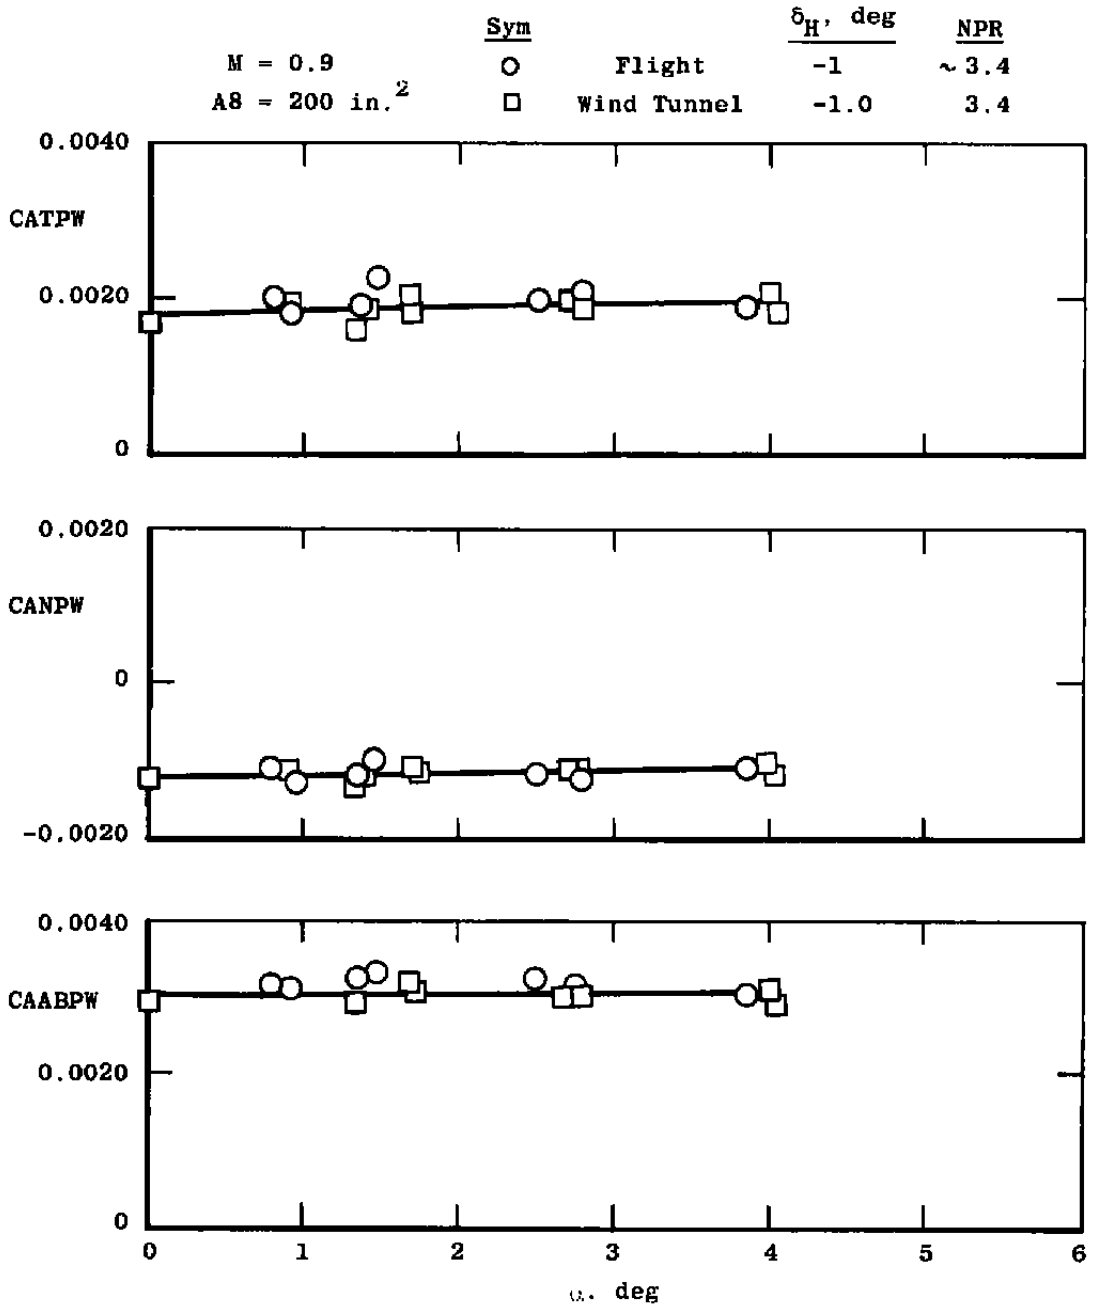 Sym δH, deg NPR
M = 0.9 Flight -1 ~3.4
A8 = 200 in.2 Wind Tunnel -1.0 3.4
0.0040
CATPW
0.0020
0
0.0020
CANPW
0
-0.0020
0.0040
CAABPW
0.0020
0
0 1 2 3 4 5 6
α. deg